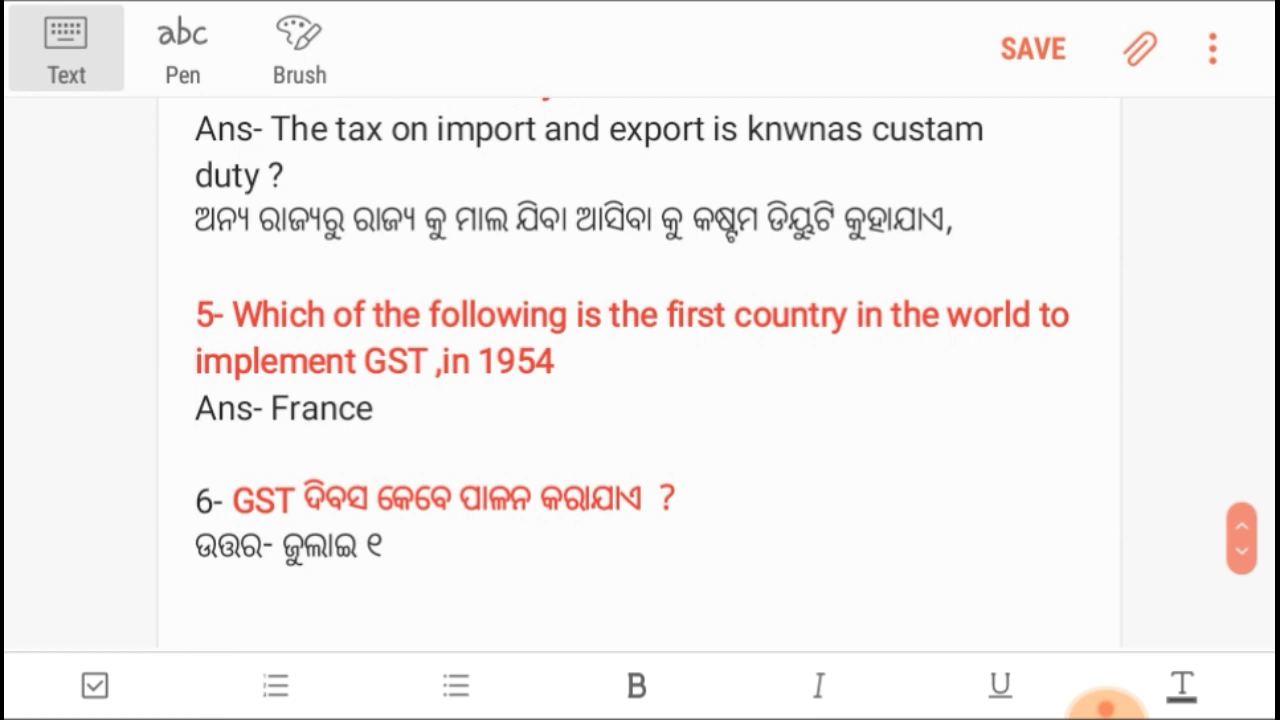 Text
abc
Pen
Brush
SAVE
Ans- The tax on import and export is knwnas custam
duty ?
ଅନ୍ୟ ରାଜ୍ୟରୁ ରାଜ୍ୟ କୁ ମାଲ ଯିବା ଆସିବା କୁ କଷ୍ଟମ ଡିୟୁଟି କୁହାଯାଏ,
5- Which of the following is the first country in the world to
implement GST ,in 1954
Ans- France
6- GST ଦିବସ କେବେ ପାଳନ କରାଯାଏ ?
ଉତ୍ତର- ଜୁଲାଇ ୧
B
I
U
T